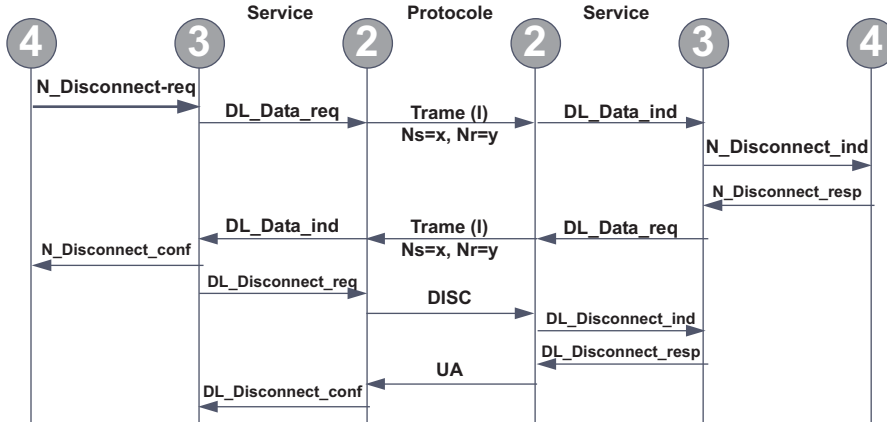 Service Protocole Service
4 3 2 2 3 4
N_Disconnect-req
DL_Data_req Trame (I) DL_Data_ind
Ns=x, Nr=y
N_Disconnect_ind
N_Disconnect_resp
DL_Data_ind Trame (I) DL_Data_req
N_Disconnect_conf Ns=x, Nr=y
DL_Disconnect_req
DISC
DL_Disconnect_ind
DL_Disconnect_resp
UA
DL_Disconnect_conf